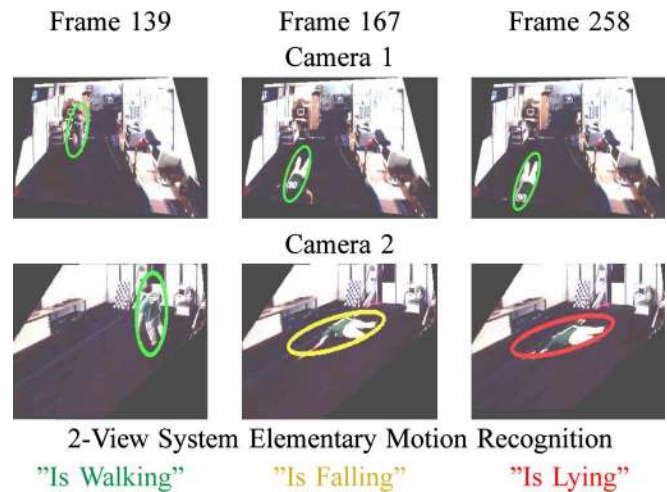 Frame 139 Frame 167 Frame 258
Camera 1
Camera 2
2-View System Elementary Motion Recognition
”Is Walking” ”Is Falling” ”Is Lying”